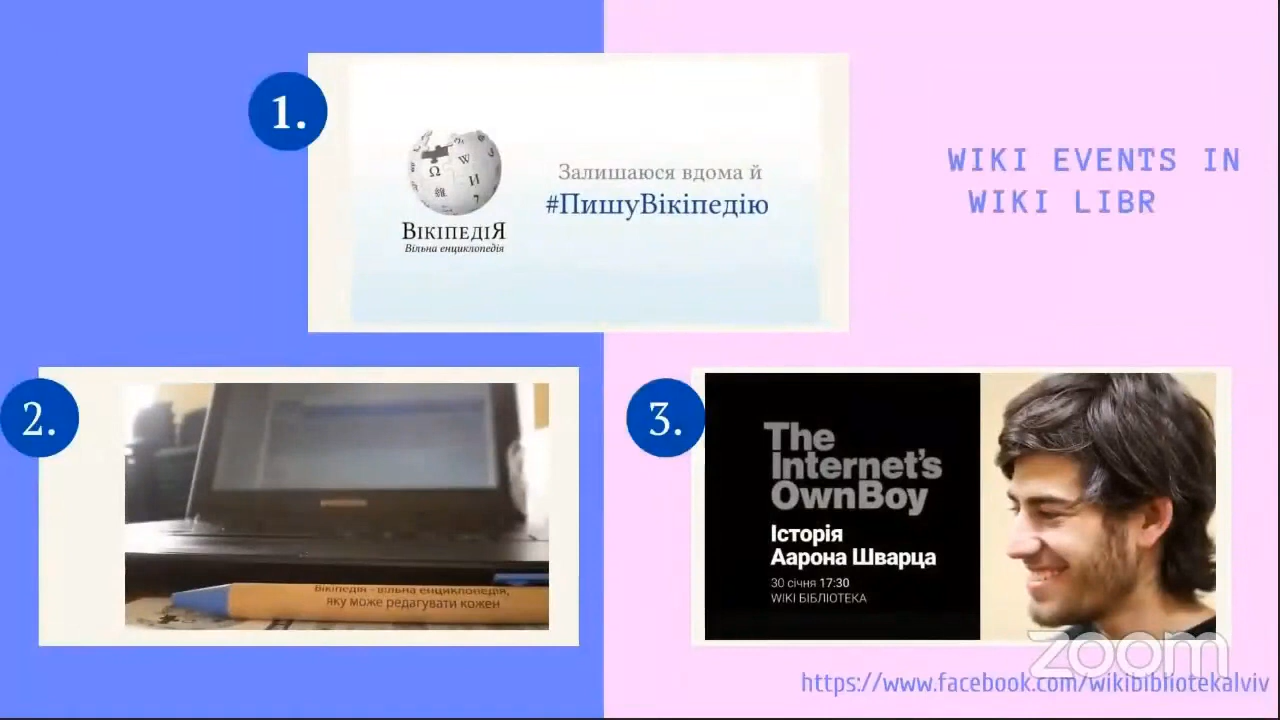 1.
ВікіпедіЯ
Вільна енциклопедія
Залишаюся вдома й
#ПишуВікіпедію
WIKI EVENTS IN
WIKI LIBR
2.
Вікіпедія - вільна енциклопедія,
яку може редагувати кожен
3.
The
Internet's
OwnBoy
Історія
Аарона Шварца
30 січня 17:30
WIKI БІБЛІОТЕКА
zoom
https://www.facebook.com/wikibibliotekalviv